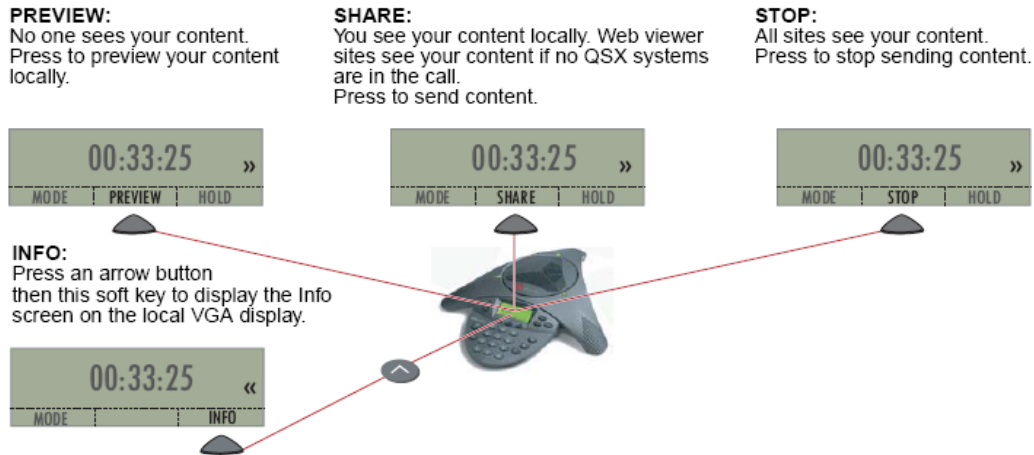 PREVIEW:
No one sees your content.
Press to preview your content
locally.
SHARE:
You see your content locally. Web viewer
sites see your content if no QSX systems
are in the call.
Press to send content.
STOP:
All sites see your content.
Press to stop sending content.
00:33:25 »
MODE PREVIEW HOLD
00:33:25 »
MODE SHARE HOLD
00:33:25 »
MODE STOP HOLD
INFO:
Press an arrow button
then this soft key to display the Info
screen on the local VGA display.
00:33:25 «
MODE INFO